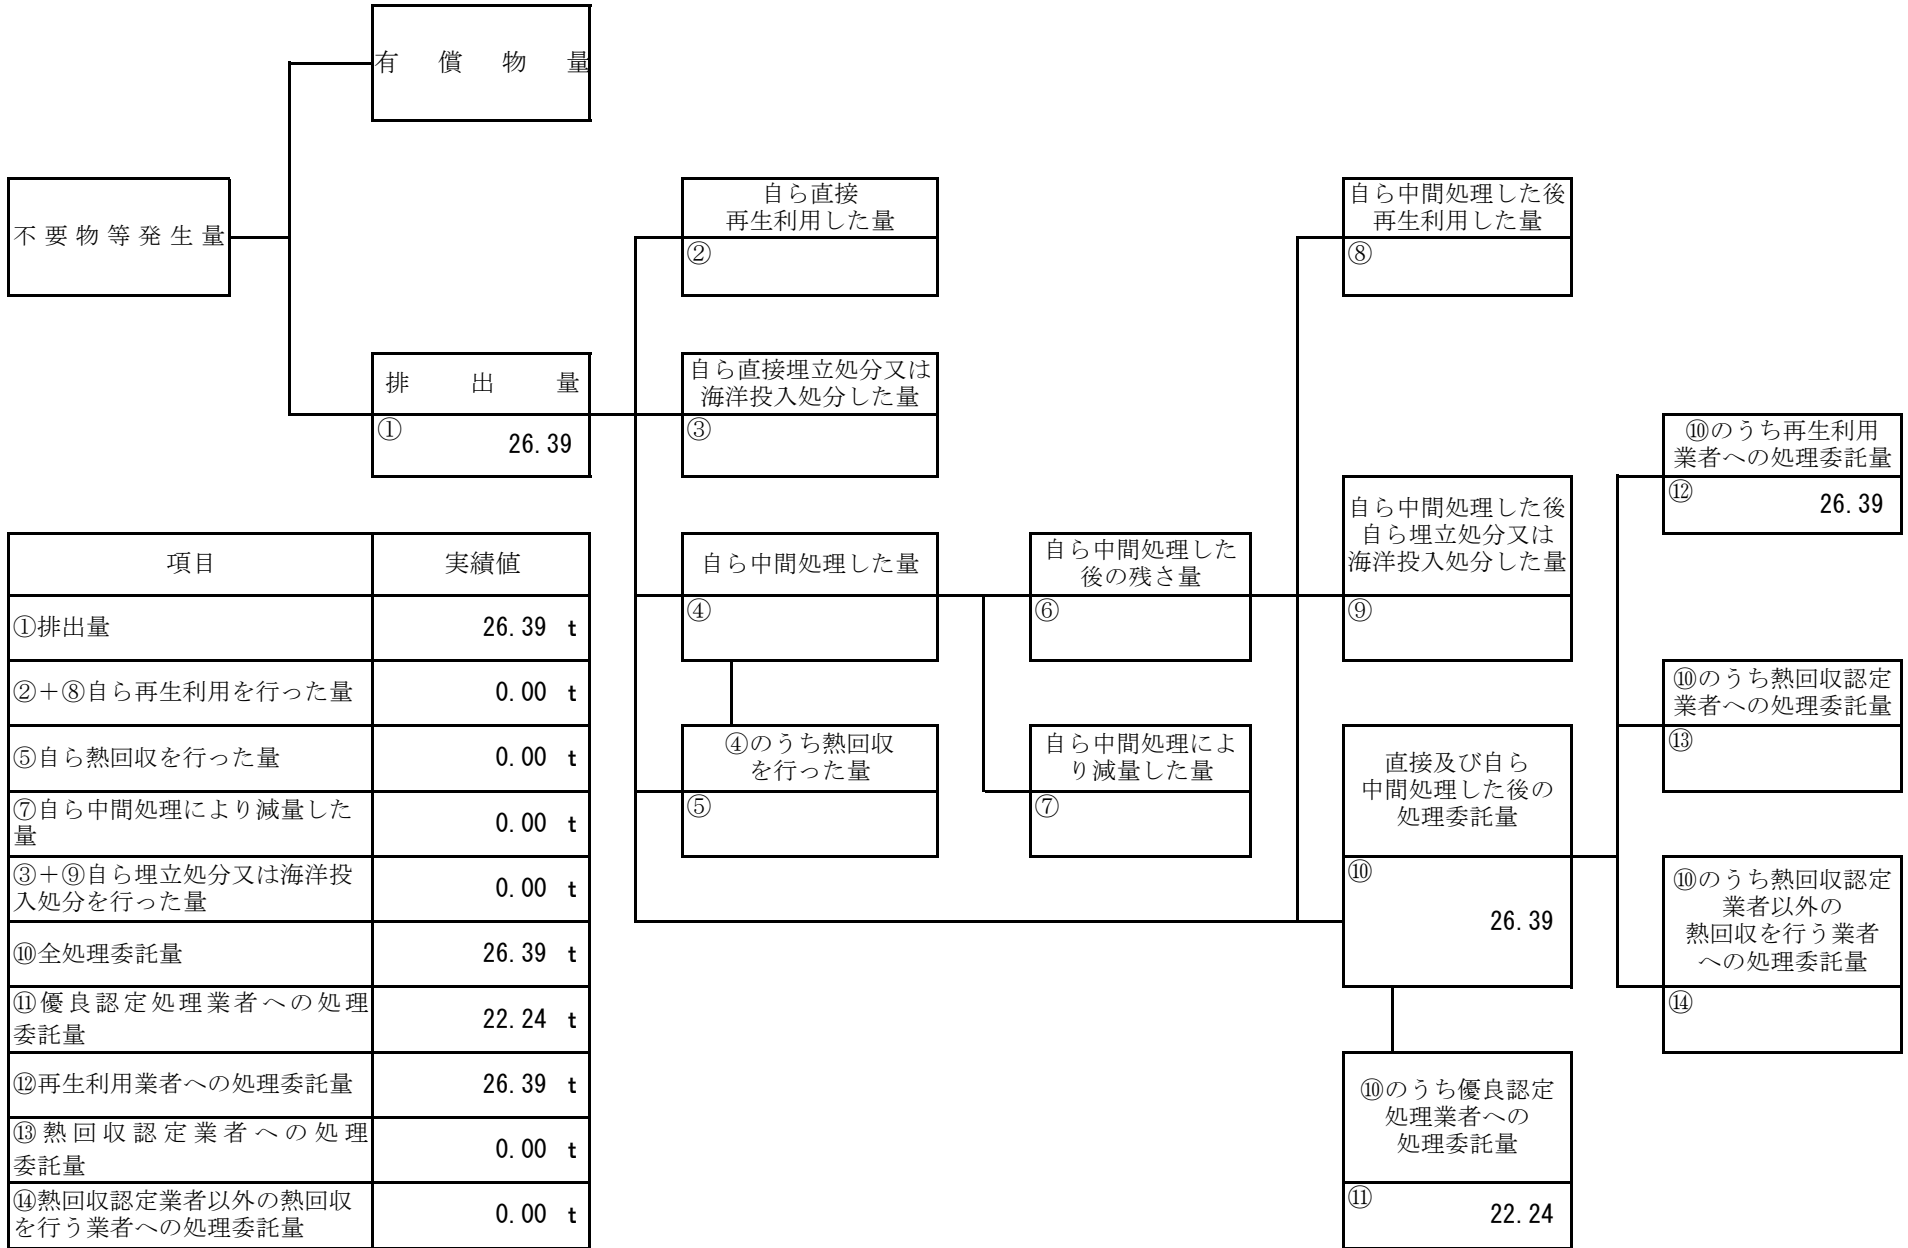 有償物量
不要物等発生量
排出量
①
26.39
自ら直接
再生利用した量
②
自ら直接埋立処分又は
海洋投入処分した量
③
自ら中間処理した量
④
④のうち熱回収
を行った量
⑤
自ら中間処理した
後の残さ量
⑥
自ら中間処理によ
り減量した量
⑦
自ら中間処理した後
再生利用した量
⑧
自ら中間処理した後
自ら埋立処分又は
海洋投入処分した量
⑨
直接及び自ら
中間処理した後の
処理委託量
⑩
26.39
⑩のうち優良認定
処理業者への
処理委託量
⑪
22.24
⑩のうち再生利用
業者への処理委託量
⑫
26.39
⑩のうち熱回収認定
業者への処理委託量
⑬
⑩のうち熱回収認定
業者以外の
熱回収を行う業者
への処理委託量
⑭
項目 実績値
①排出量 26.39 t
②＋⑧自ら再生利用を行った量 0.00 t
⑤自ら熱回収を行った量 0.00 t
⑦自ら中間処理により減量した
量 0.00 t
③＋⑨自ら埋立処分又は海洋投
入処分を行った量 0.00 t
⑩全処理委託量 26.39 t
⑪優良認定処理業者への処理
委託量 22.24 t
⑫再生利用業者への処理委託量 26.39 t
⑬熱回収認定業者への処理
委託量 0.00 t
⑭熱回収認定業者以外の熱回収
を行う業者への処理委託量 0.00 t